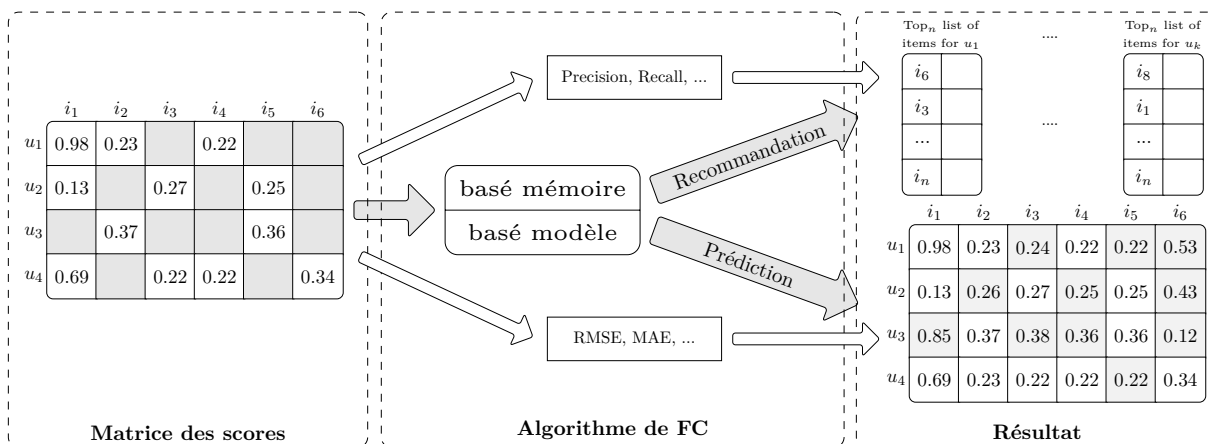 i1 i2 i3 i4 i5 i6
u1 0.98 0.23 0.22
u2 0.13 0.27 0.25
u3 0.37 0.36
u4 0.69 0.22 0.22 0.34
Matrice des scores
Precision, Recall, ...
basé mémoire
basé modèle
Recommandation
Prédiction
RMSE, MAE, ...
Algorithme de FC
Topn list of
items for u1
i6
i3
...
in
....
....
Topn list of
items for uk
i8
i1
...
in
i1 i2 i3 i4 i5 i6
u1 0.98 0.23 0.24 0.22 0.22 0.53
u2 0.13 0.26 0.27 0.25 0.25 0.43
u3 0.85 0.37 0.38 0.36 0.36 0.12
u4 0.69 0.23 0.22 0.22 0.22 0.34
Résultat